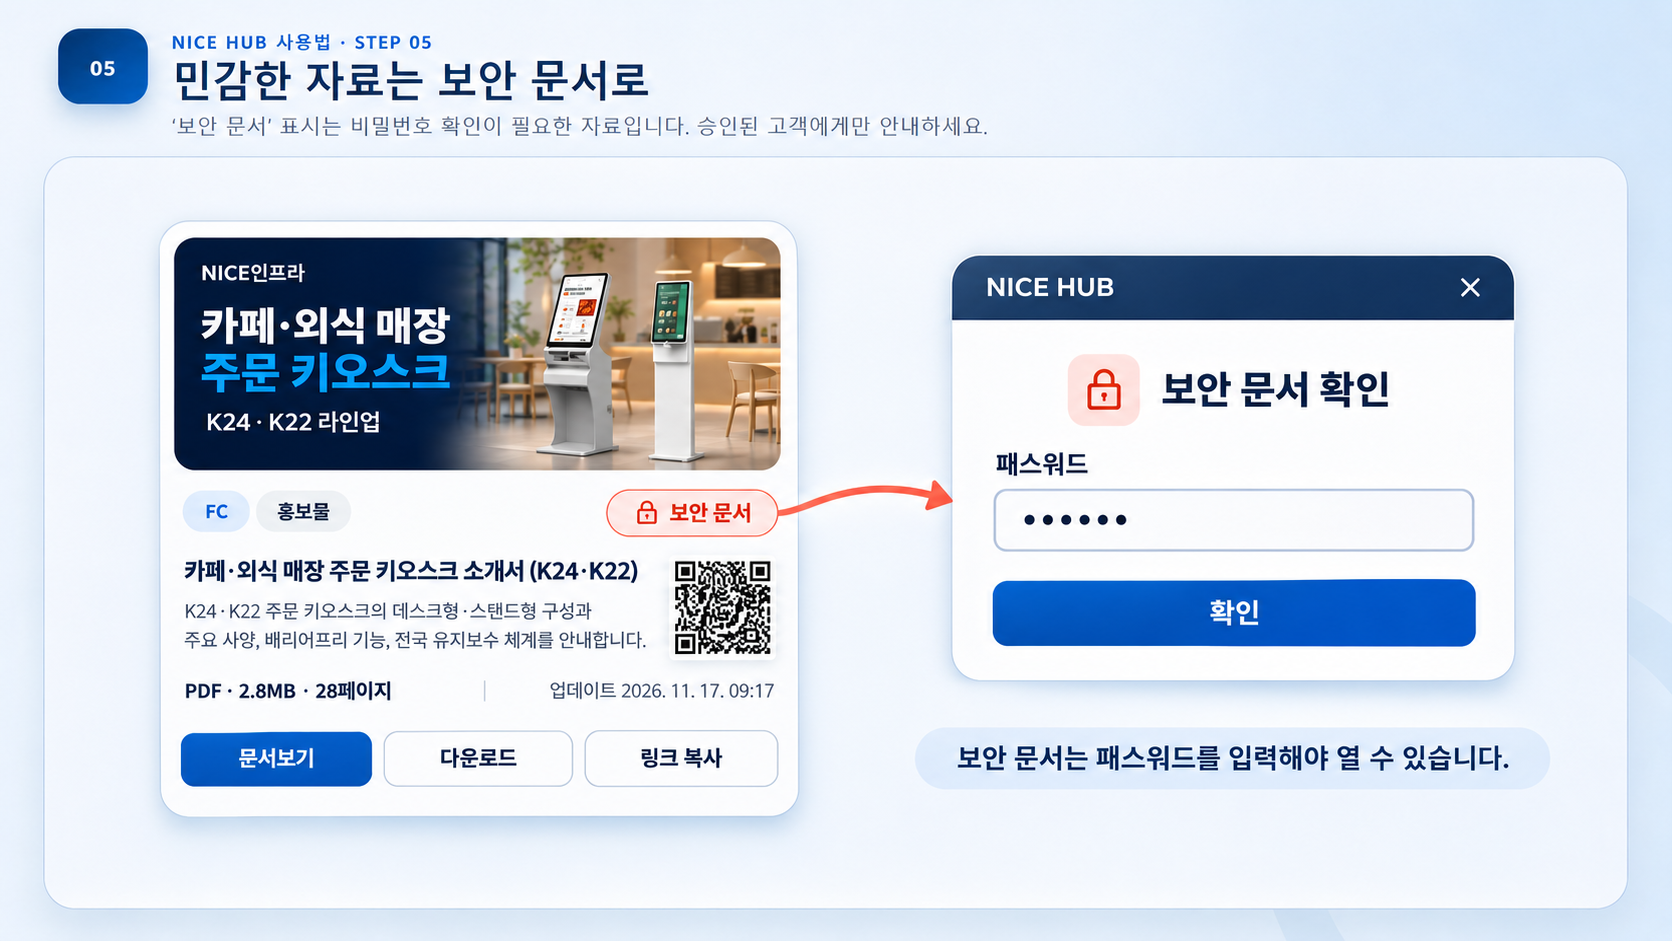 05
NICE HUB 사용법 · STEP 05
민감한 자료는 보안 문서로
‘보안 문서’ 표시는 비밀번호 확인이 필요한 자료입니다. 승인된 고객에게만 안내하세요.
NICE인프라
카페·외식 매장
주문 키오스크
K24 · K22 라인업
FC
홍보물
보안 문서
카페·외식 매장 주문 키오스크 소개서 (K24·K22)
K24 · K22 주문 키오스크의 데스크형 · 스탠드형 구성과
주요 사양, 배리어프리 기능, 전국 유지보수 체계를 안내합니다.
PDF · 2.8MB · 28페이지
업데이트 2026. 11. 17. 09:17
문서보기
다운로드
링크 복사
NICE HUB
보안 문서 확인
패스워드
••••••
확인
보안 문서는 패스워드를 입력해야 열 수 있습니다.